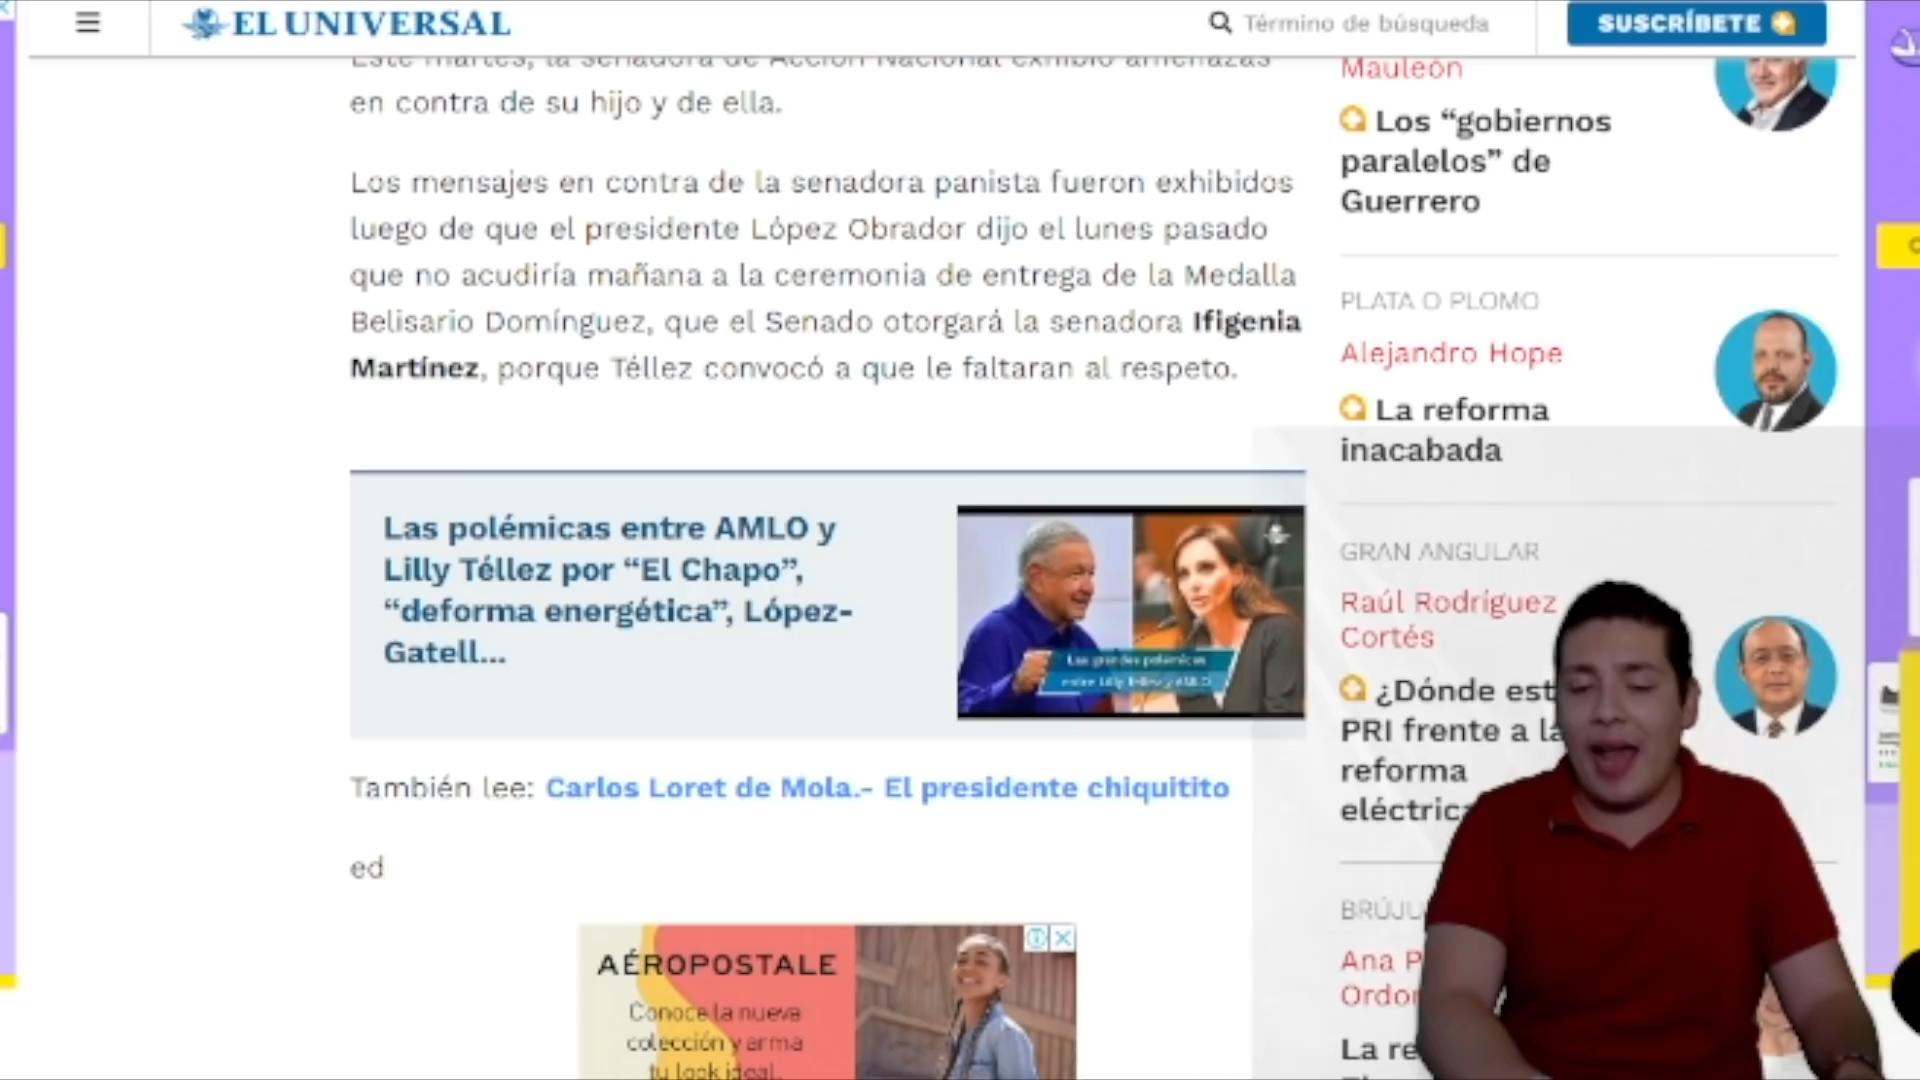 EL UNIVERSAL
Término de búsqueda
SUSCRÍBETE
Este martes, la senadora de Acción Nacional exhibió amenazas
en contra de su hijo y de ella.
Los mensajes en contra de la senadora panista fueron exhibidos
luego de que el presidente López Obrador dijo el lunes pasado
que no acudiría mañana a la ceremonia de entrega de la Medalla
Belisario Domínguez, que el Senado otorgará la senadora Ifigenia
Martínez, porque Téllez convocó a que le faltaran al respeto.
Las polémicas entre AMLO y
Lilly Téllez por “El Chapo”,
“deforma energética”, López-
Gatell...
Las grandes polémicas
entre Lilly Téllez y AMLO
También lee: Carlos Loret de Mola.- El presidente chiquitito
ed
AÉROPOSTALE
Conoce la nueva
colección y arma
tu look ideal.
Mauleón
Los “gobiernos
paralelos” de
Guerrero
PLATA O PLOMO
Alejandro Hope
La reforma
inacabada
GRAN ANGULAR
Raúl Rodríguez
Cortés
¿Dónde est
PRI frente a la
reforma
eléctric
BRÚJU
Ana P
Ordor
La re